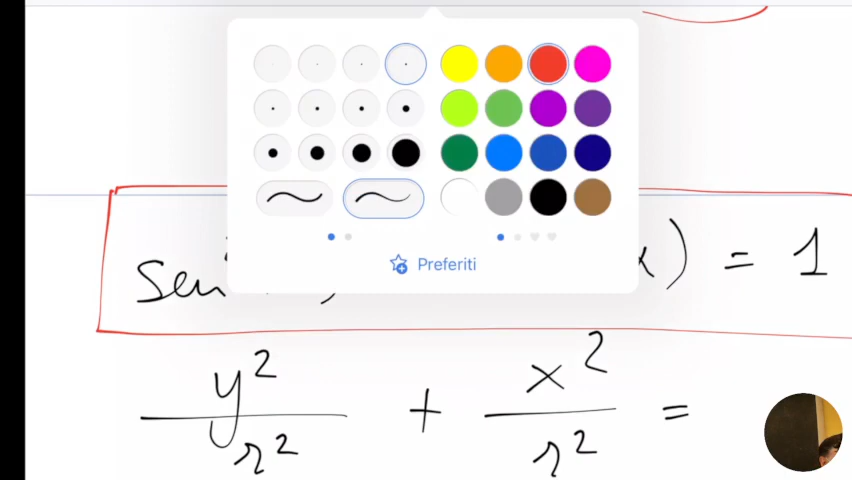 Preferiti
sen α) = 1
y² / r² + x² / r² =